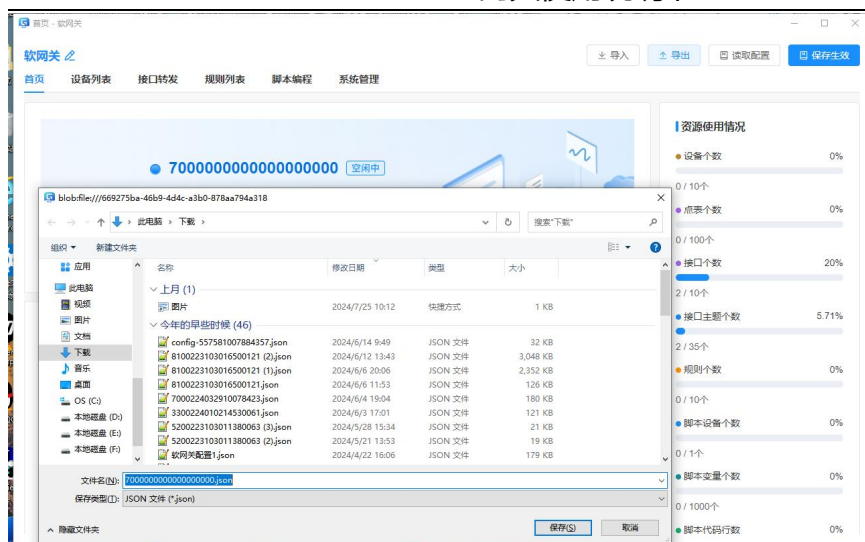 首页 - 软网关
软网关
导入
导出
读取配置
保存生效
首页 设备列表 接口转发 规则列表 脚本编程 系统管理
7000000000000000000 空闲中
资源使用情况
设备个数 0%
0 / 10个
点表个数 0%
0 / 100个
接口个数 20%
2 / 10个
接口主题个数 5.71%
2 / 35个
规则个数 0%
0 / 10个
脚本设备个数 0%
0 / 1个
脚本变量个数 0%
0 / 1000个
脚本代码行数 0%
blob:file:///669275ba-46b9-4d4c-a3b0-878aa794a318
此电脑 › 下载 ›
搜索"下载"
组织 新建文件夹
应用
此电脑
视频
图片
文档
下载
音乐
桌面
OS (C:)
本地磁盘 (D:)
本地磁盘 (E:)
本地磁盘 (F:)
名称 修改日期 类型 大小
上月 (1)
图片 2024/7/25 10:12 快捷方式 1 KB
今年的早些时候 (46)
config-557581007884357.json 2024/6/14 9:49 JSON 文件 32 KB
8100223103016500121 (2).json 2024/6/12 13:43 JSON 文件 3,048 KB
8100223103016500121 (1).json 2024/6/6 20:06 JSON 文件 2,352 KB
8100223103016500121.json 2024/6/6 11:53 JSON 文件 126 KB
7000224032910078423.json 2024/6/4 19:04 JSON 文件 180 KB
3300224010214530061.json 2024/6/3 17:01 JSON 文件 121 KB
5200223103011380063 (3).json 2024/5/28 15:34 JSON 文件 21 KB
5200223103011380063 (2).json 2024/5/21 13:53 JSON 文件 19 KB
软网关配置1.json 2024/4/22 16:06 JSON 文件 179 KB
文件名(N): 7000000000000000000.json
保存类型(T): JSON 文件 (*.json)
隐藏文件夹
保存(S) 取消